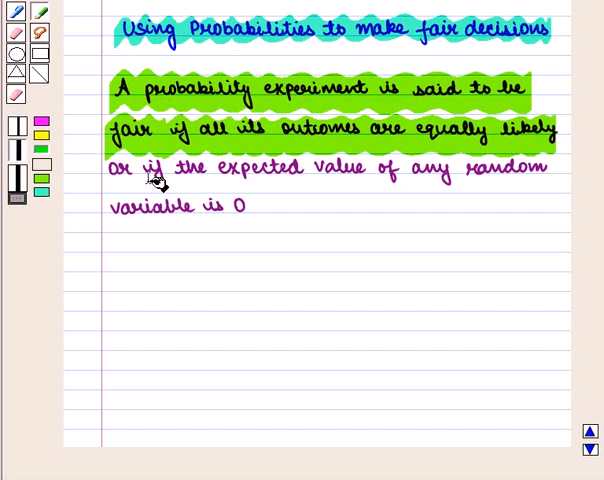 Using Probabilities to make fair decisions
A probability experiment is said to be
fair if all its outcomes are equally likely
or if the expected value of any random
variable is 0